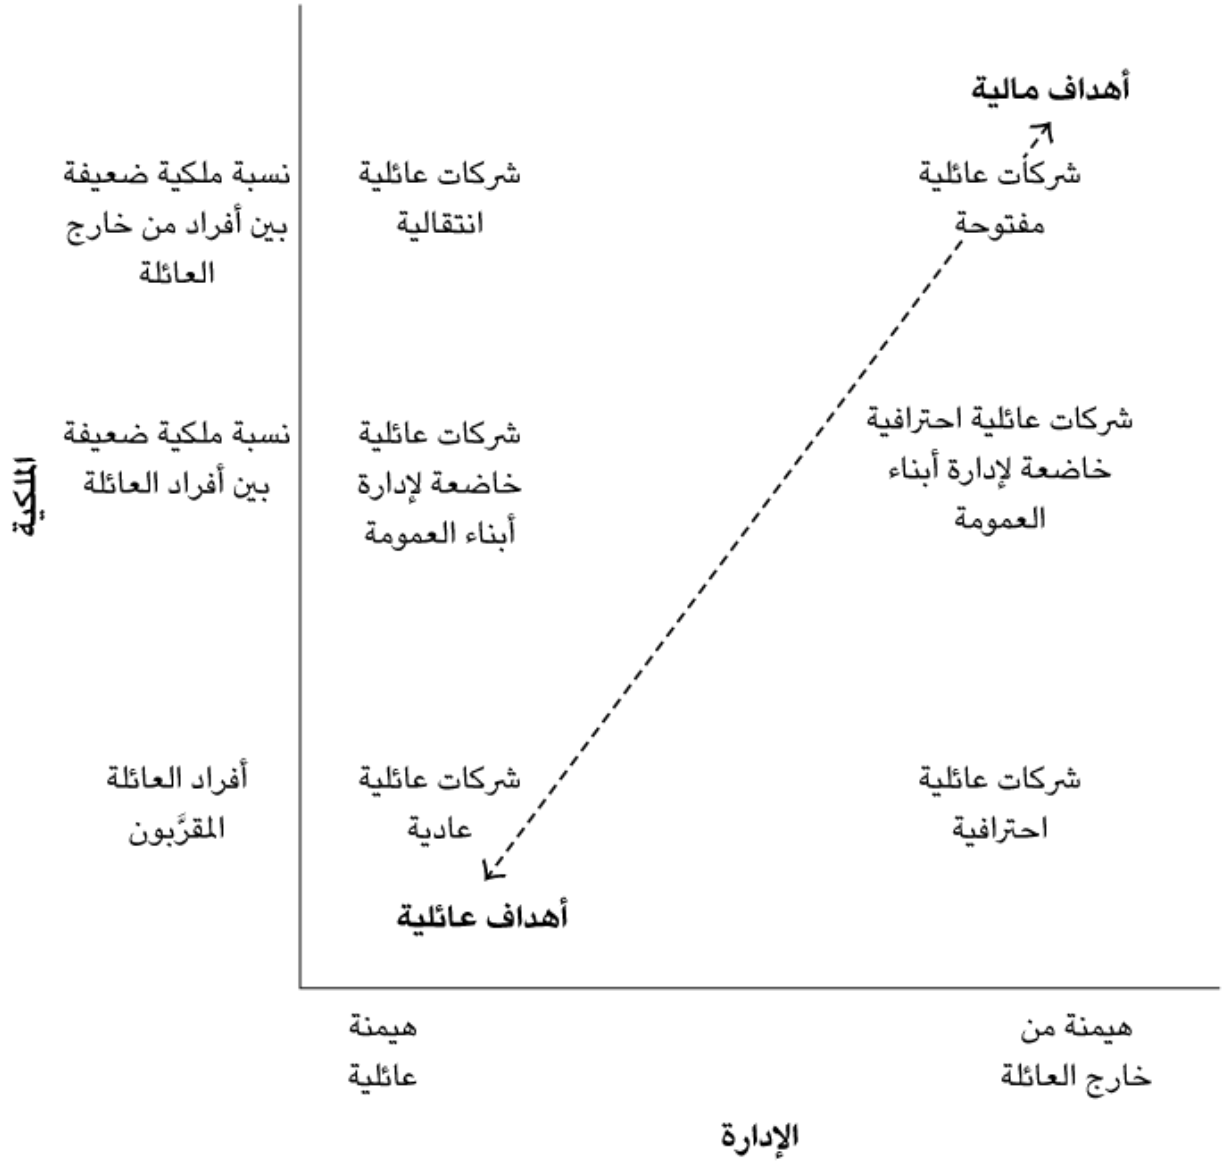 أهداف مالية
نسبة ملكية ضعيفة
بين أفراد من خارج
العائلة
شركات عائلية
انتقالية
شركات عائلية
مفتوحة
الملكية
نسبة ملكية ضعيفة
بين أفراد العائلة
شركات عائلية
خاضعة لإدارة
أبناء العمومة
شركات عائلية احترافية
خاضعة لإدارة أبناء
العمومة
أفراد العائلة
المقرَّبون
شركات عائلية
عادية
شركات عائلية
احترافية
أهداف عائلية
هيمنة
عائلية
هيمنة من
خارج العائلة
الإدارة